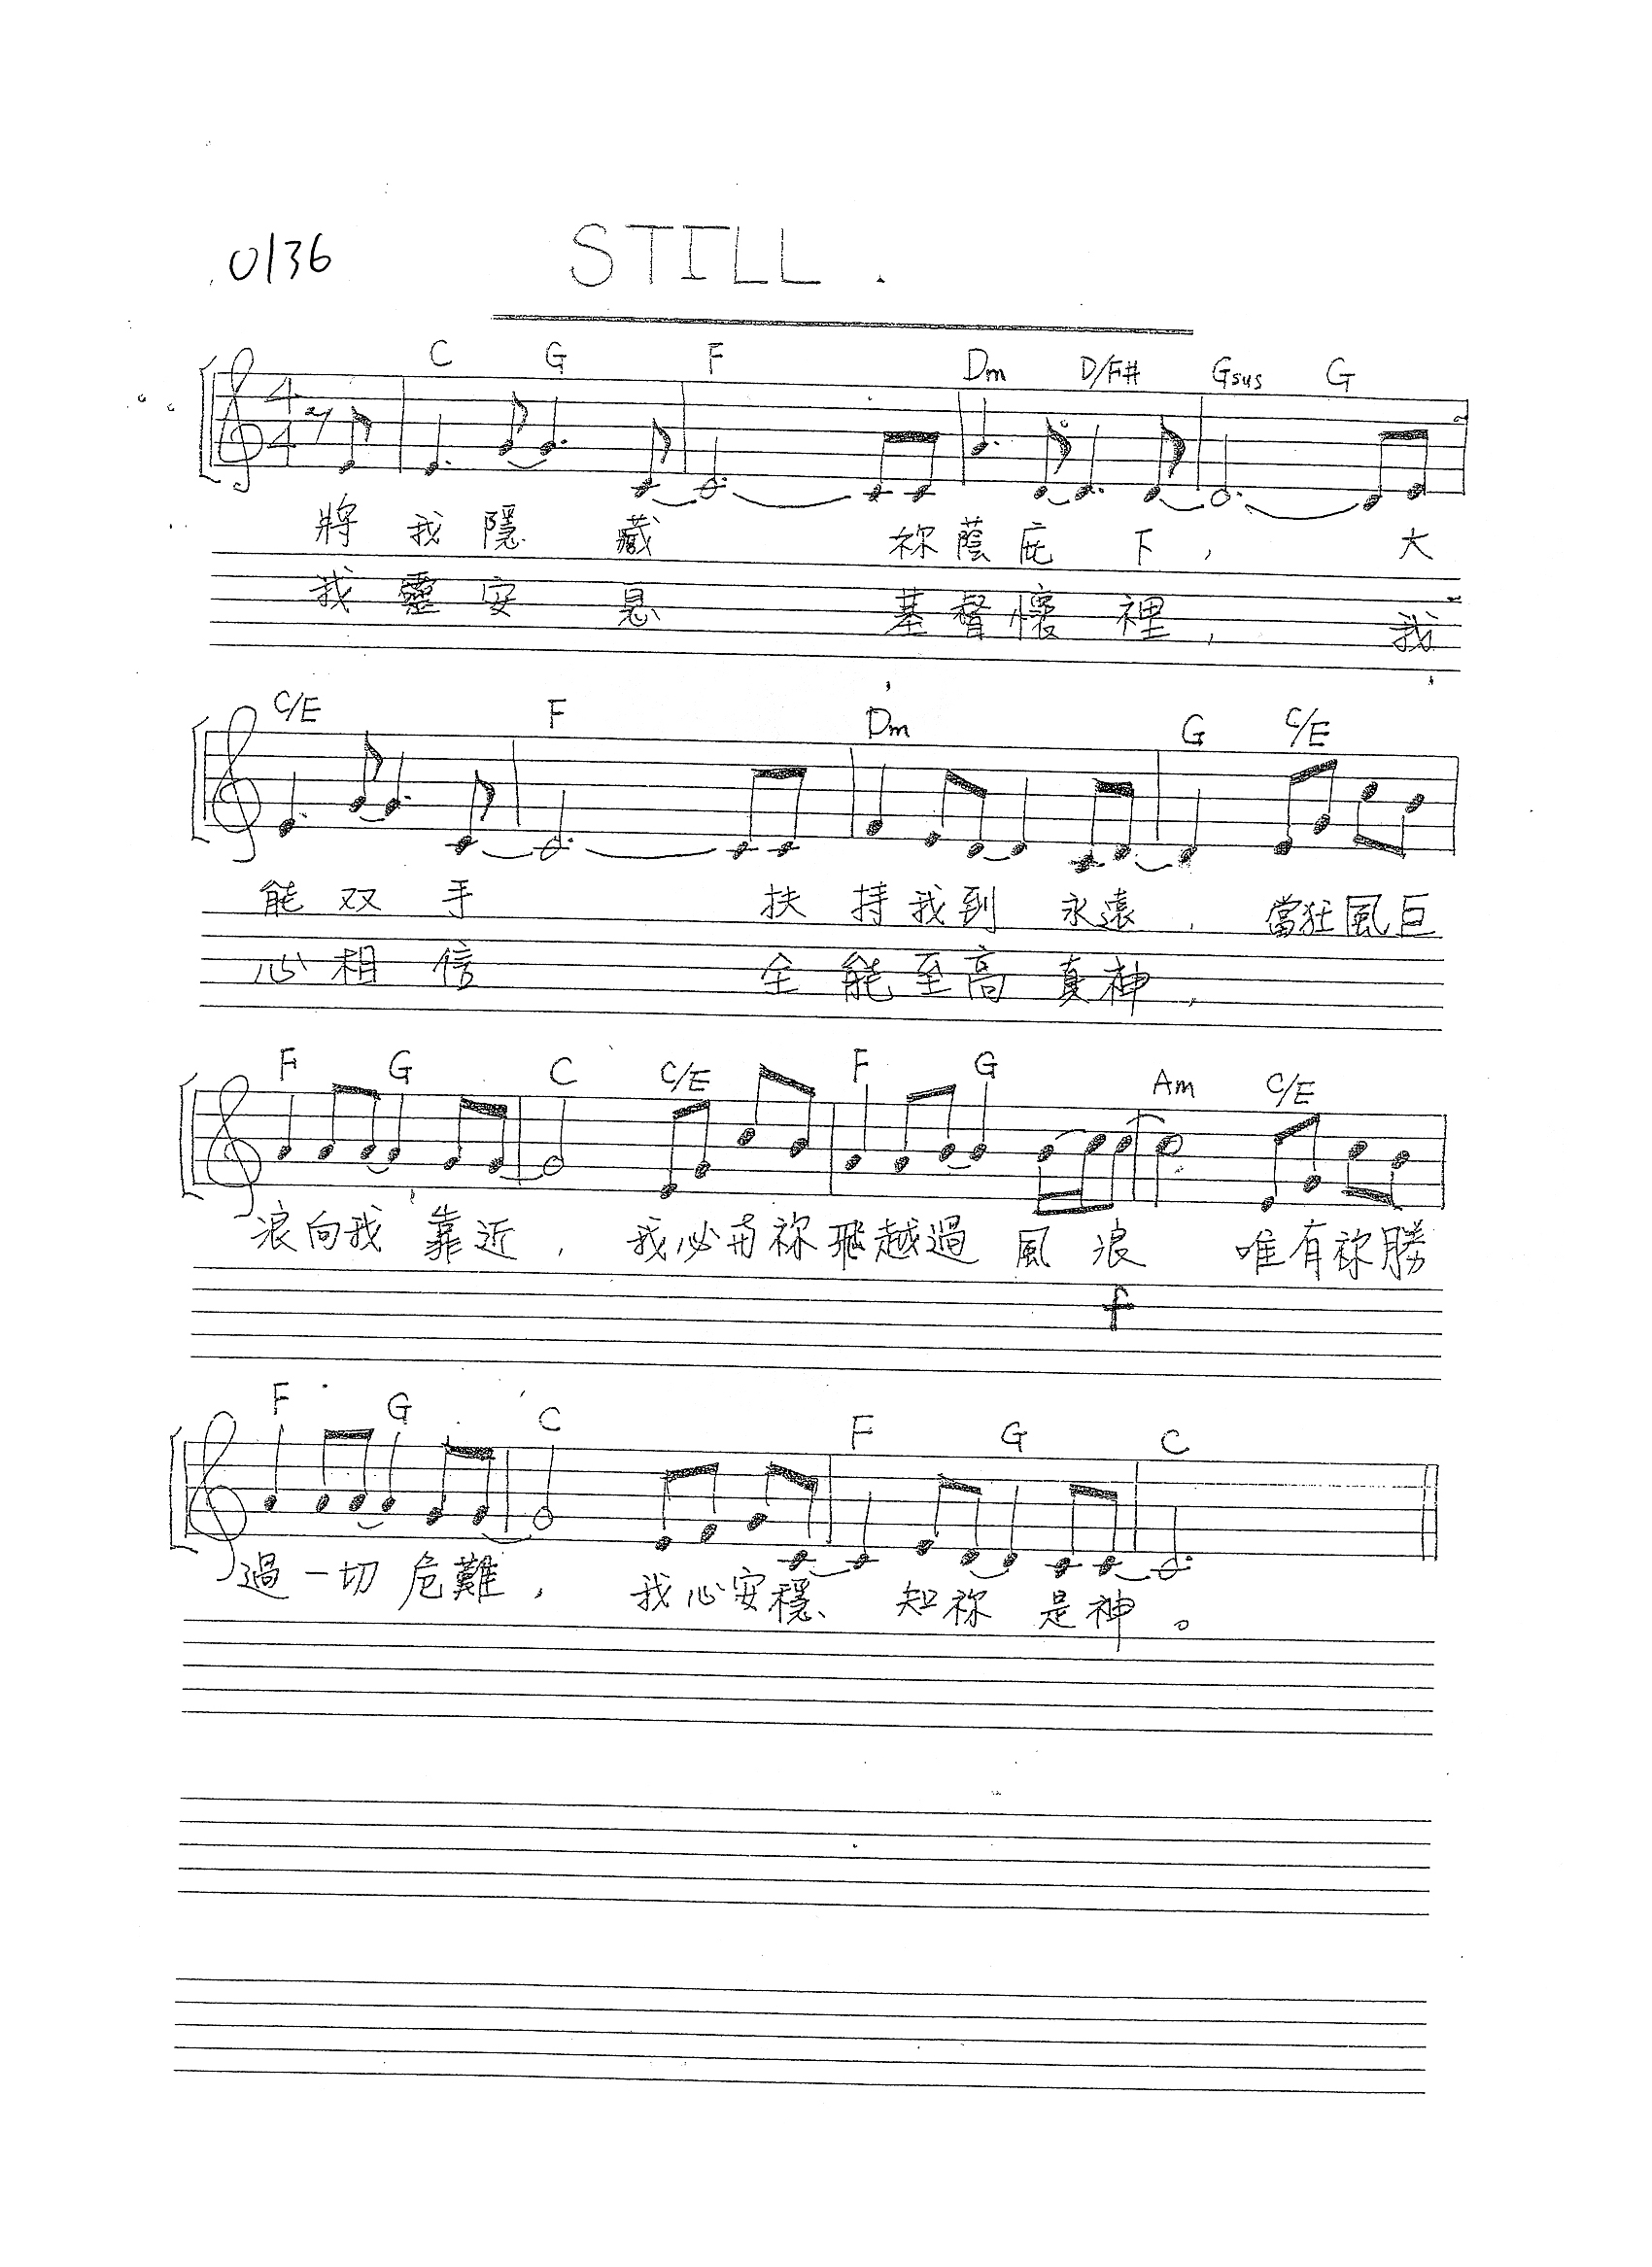 0136
STILL.
C G F Dm D/F# Gsus G
4
4
將我隱藏 祢蔭庇下, 大
我靈安息 基督懷裡, 我
C/E F Dm G C/E
能双手 扶持我到永遠, 當狂風巨
心相信 全能至高真神,
F G C C/E F G Am C/E
浪向我靠近, 我必与祢飛越過風浪 唯有祢勝
f
F G C F G C
過一切危難, 我心安穩、知祢是神。